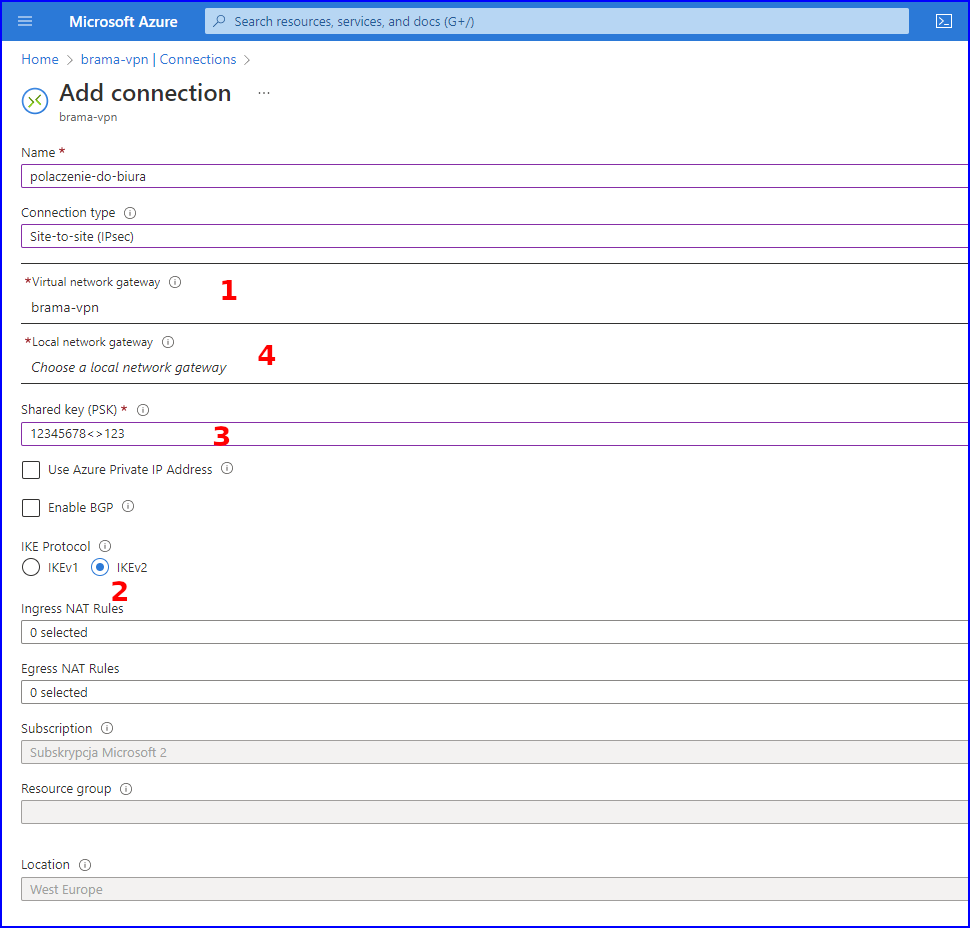 Microsoft Azure Search resources, services, and docs (G+/)
Home > brama-vpn | Connections >
Add connection ...
brama-vpn
Name *
polaczenie-do-biura
Connection type
Site-to-site (IPsec)
*Virtual network gateway
1
brama-vpn
*Local network gateway
4
Choose a local network gateway
Shared key (PSK) *
12345678<>123
3
Use Azure Private IP Address
Enable BGP
IKE Protocol
IKEv1 IKEv2
2
Ingress NAT Rules
0 selected
Egress NAT Rules
0 selected
Subscription
Subskrypcja Microsoft 2
Resource group
Location
West Europe